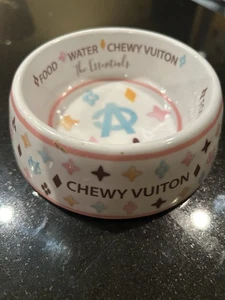 FOOD WATER CHEWY VUITON
The Essentials
CHEWY VUITON